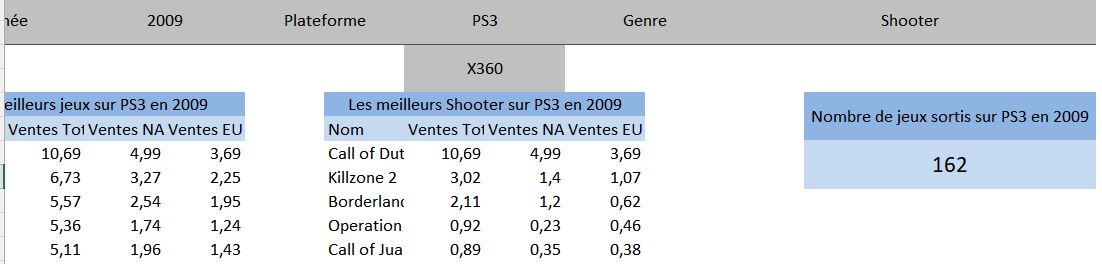 née 2009 Plateforme PS3 Genre Shooter
X360
eilleurs jeux sur PS3 en 2009 Les meilleurs Shooter sur PS3 en 2009 Nombre de jeux sortis sur PS3 en 2009
Ventes Tot Ventes NA Ventes EU Nom Ventes Tot Ventes NA Ventes EU
10,69 4,99 3,69 Call of Dut 10,69 4,99 3,69
162
6,73 3,27 2,25 Killzone 2 3,02 1,4 1,07
5,57 2,54 1,95 Borderland 2,11 1,2 0,62
5,36 1,74 1,24 Operation 0,92 0,23 0,46
5,11 1,96 1,43 Call of Jua 0,89 0,35 0,38